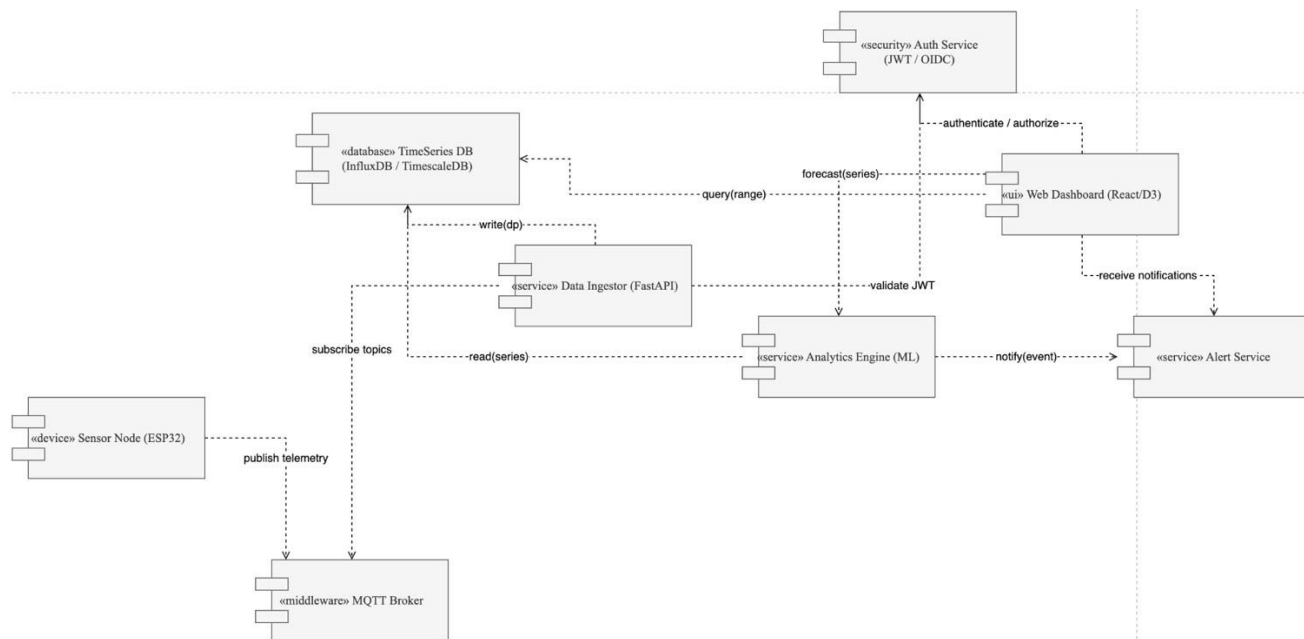 «security» Auth Service
(JWT / OIDC)
authenticate / authorize
«database» TimeSeries DB
(InfluxDB / TimescaleDB)
forecast(series)
query(range)
«ui» Web Dashboard (React/D3)
write(dp)
«service» Data Ingestor (FastAPI)
validate JWT
receive notifications
subscribe topics
read(series)
«service» Analytics Engine (ML)
notify(event)
«service» Alert Service
«device» Sensor Node (ESP32)
publish telemetry
«middleware» MQTT Broker